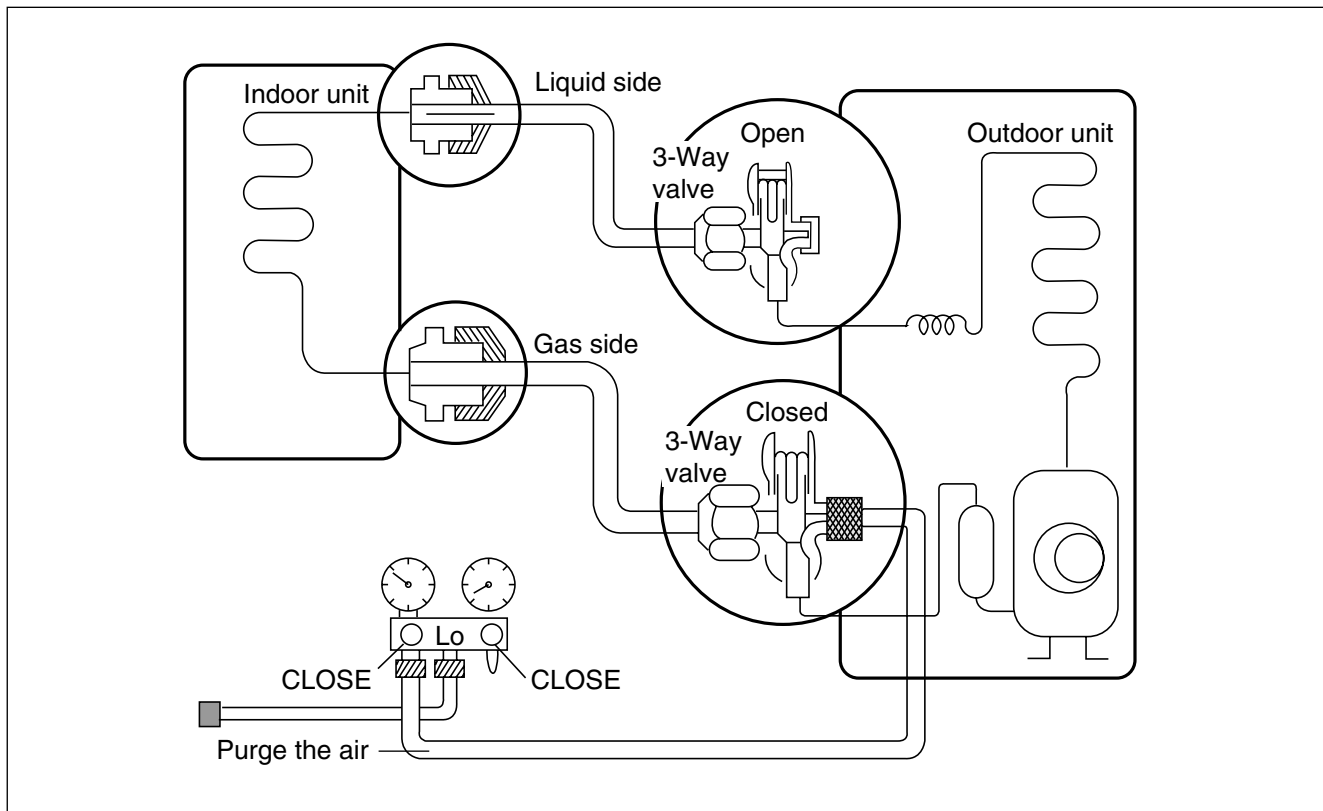 Indoor unit
Liquid side
Open
3-Way
valve
Outdoor unit
Gas side
Closed
3-Way
valve
Lo
CLOSE
CLOSE
Purge the air